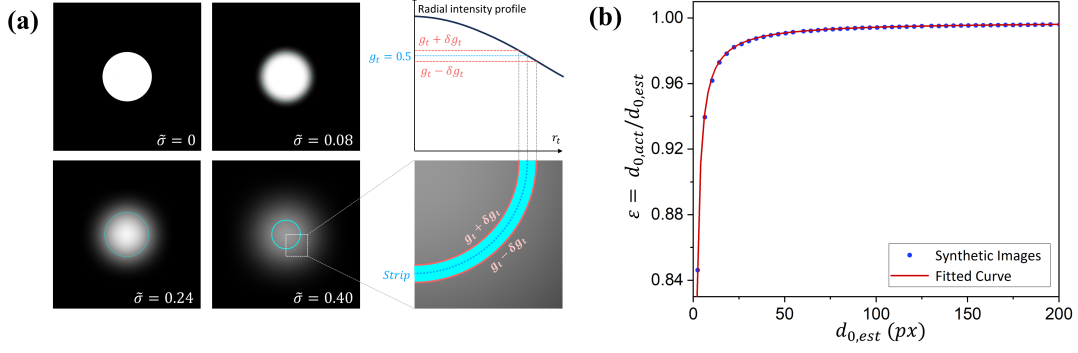 (a)
σ̃ = 0
σ̃ = 0.08
σ̃ = 0.24
σ̃ = 0.40
Radial intensity profile
g_t + δg_t
g_t = 0.5
g_t − δg_t
r_t
g_t + δg_t
g_t − δg_t
Strip
(b)
ε = d_{0,act}/d_{0,est}
1.00
0.96
0.92
0.88
0.84
Synthetic Images
Fitted Curve
0 50 100 150 200
d_{0,est} (px)